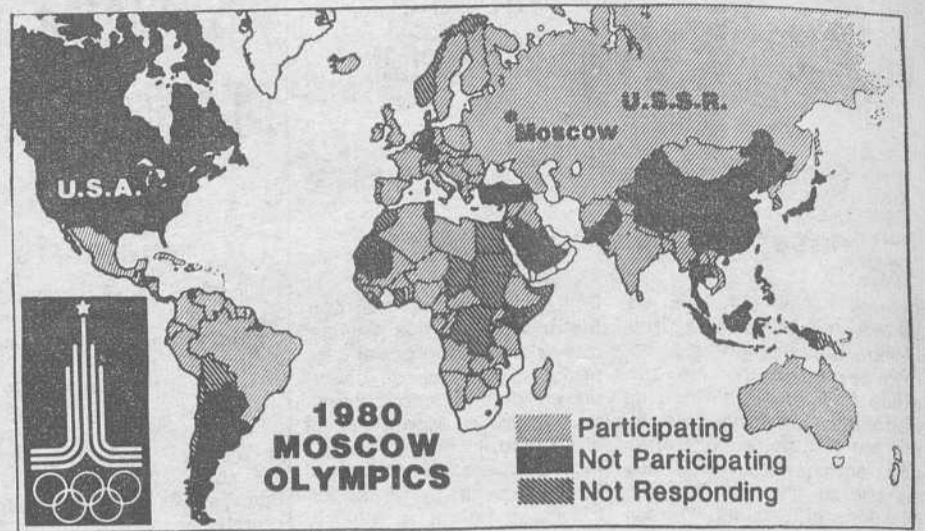 U.S.S.R.
Moscow
U.S.A.
1980
MOSCOW
OLYMPICS
Participating
Not Participating
Not Responding